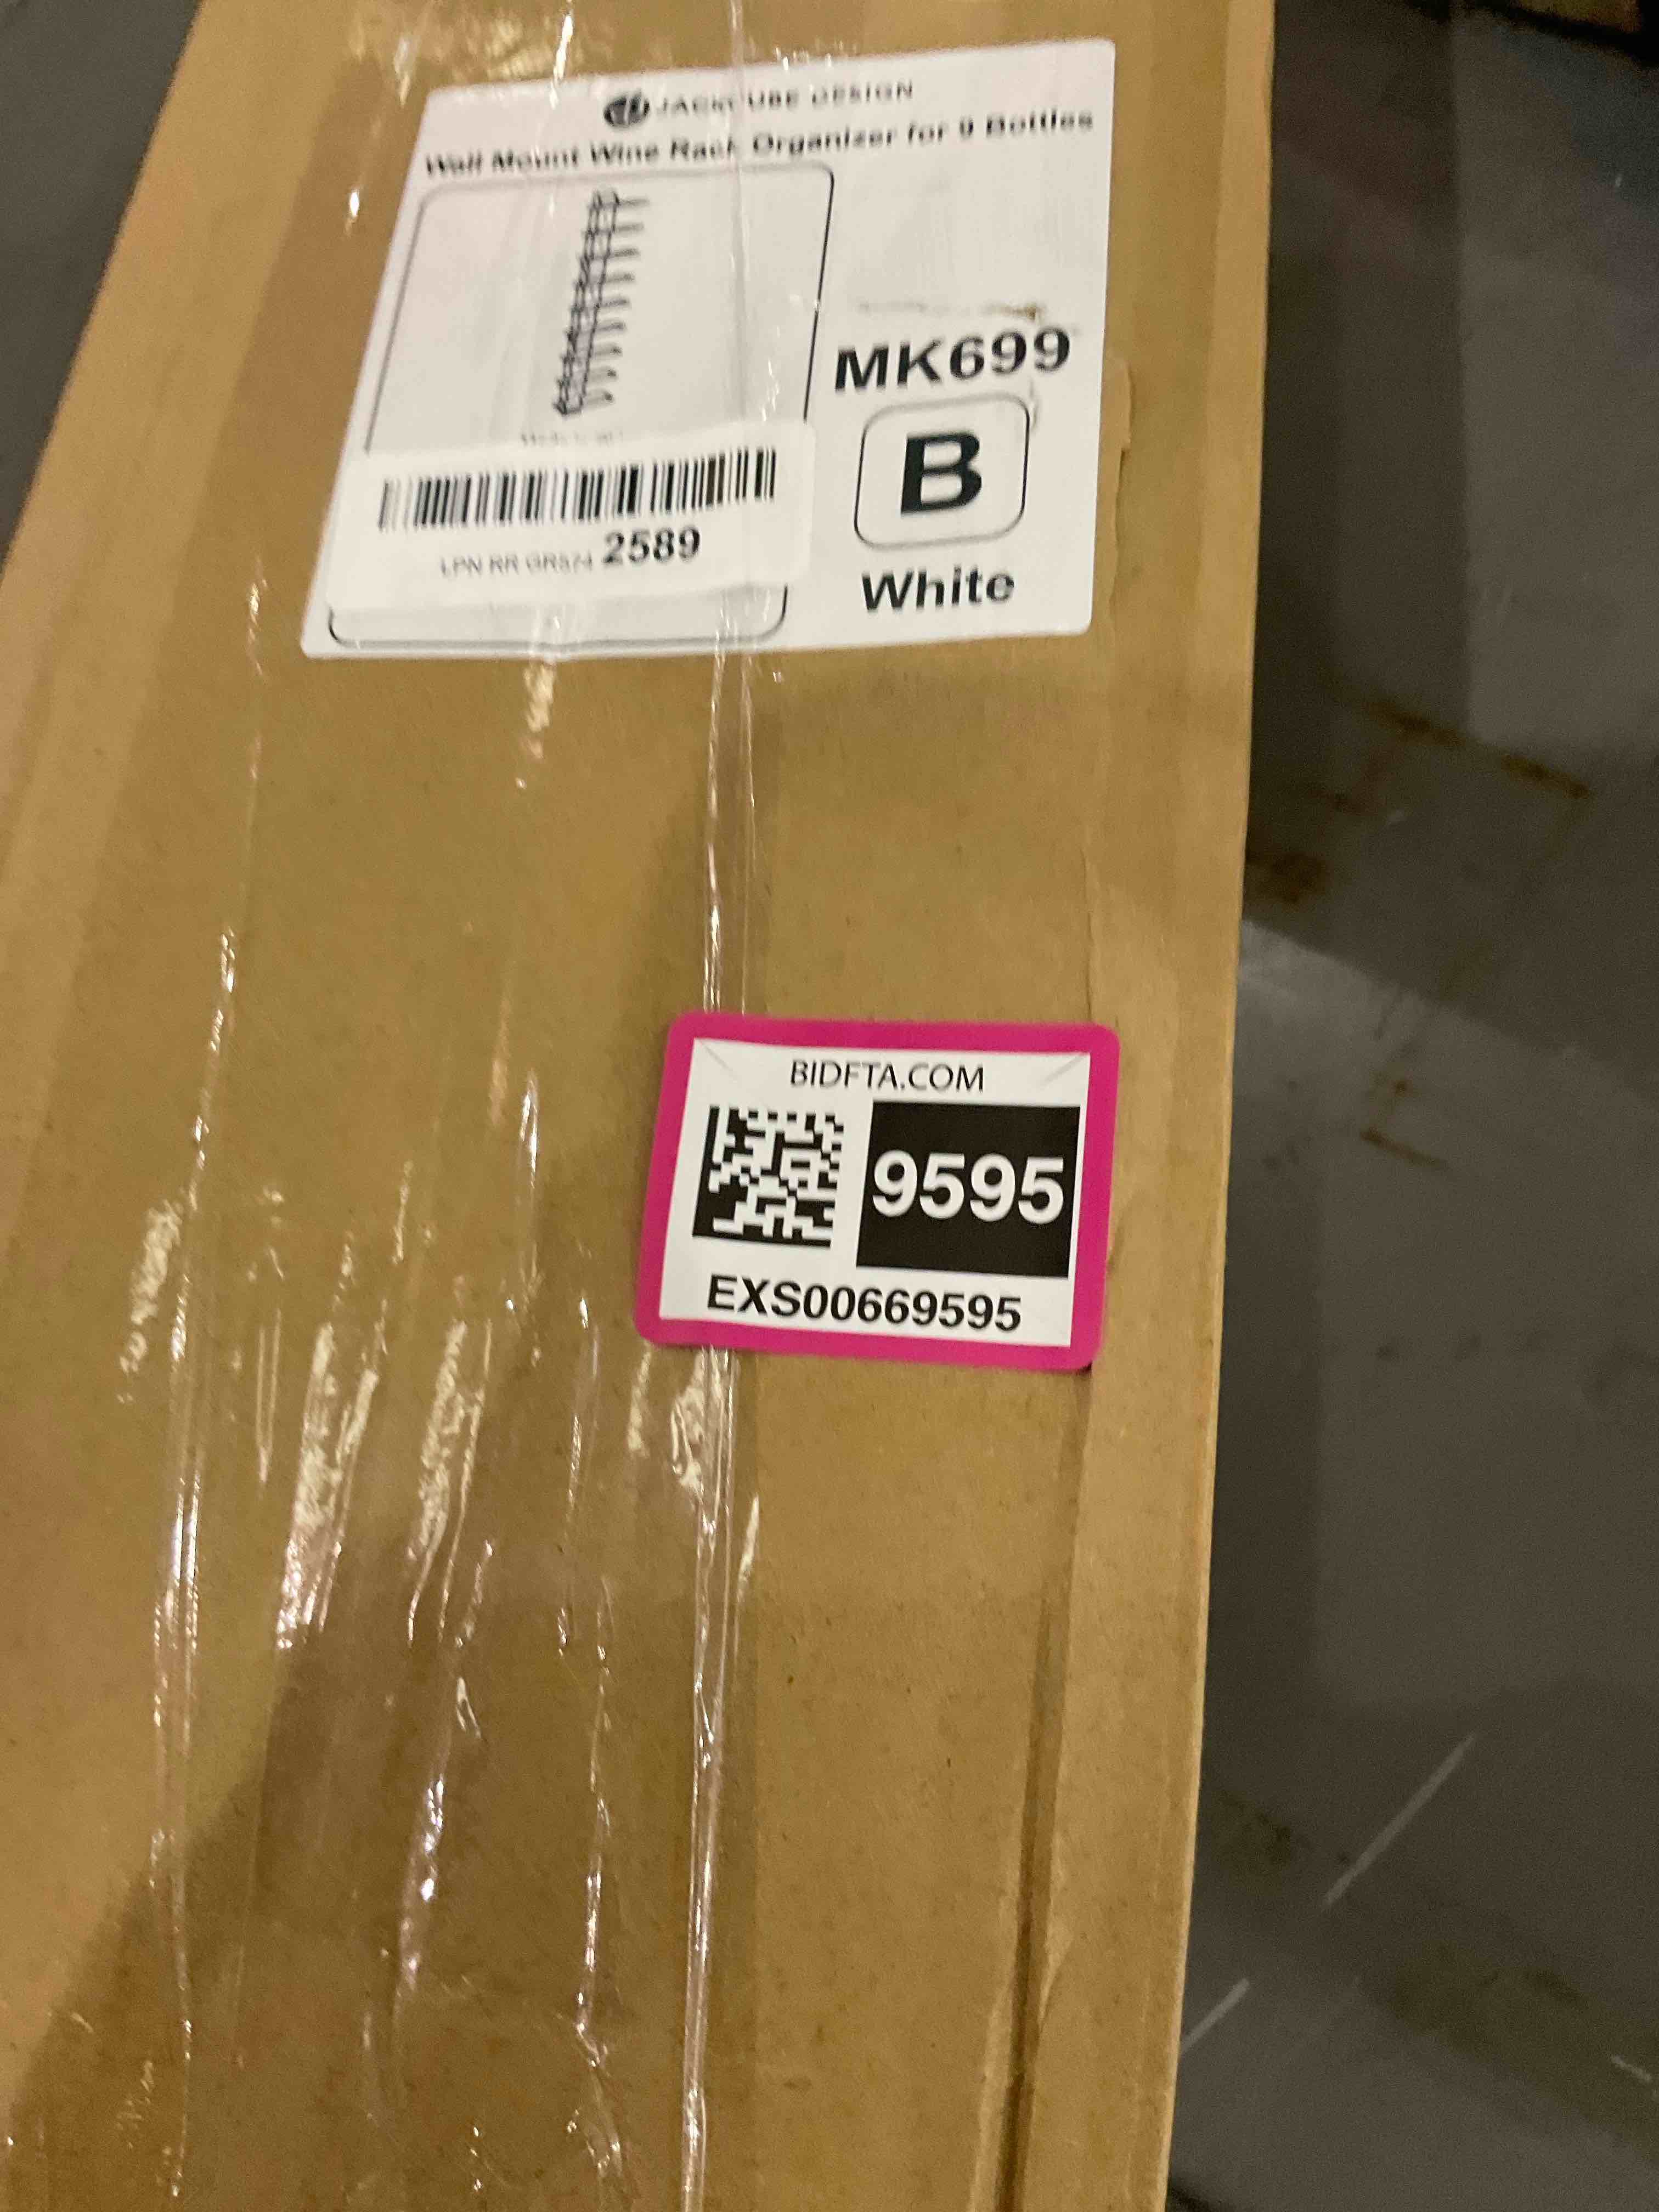 JACKCUBE DESIGN
Wall Mount Wine Rack Organizer for 9 Bottles
MK699
B
White
LPN RR GR574 2589
BIDFTA.COM
9595
EXS00669595